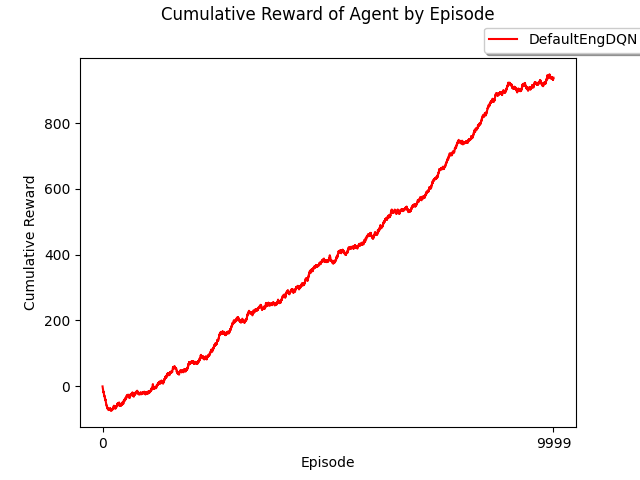 Cumulative Reward of Agent by Episode
DefaultEngDQN
800
600
400
200
0
Cumulative Reward
0
9999
Episode